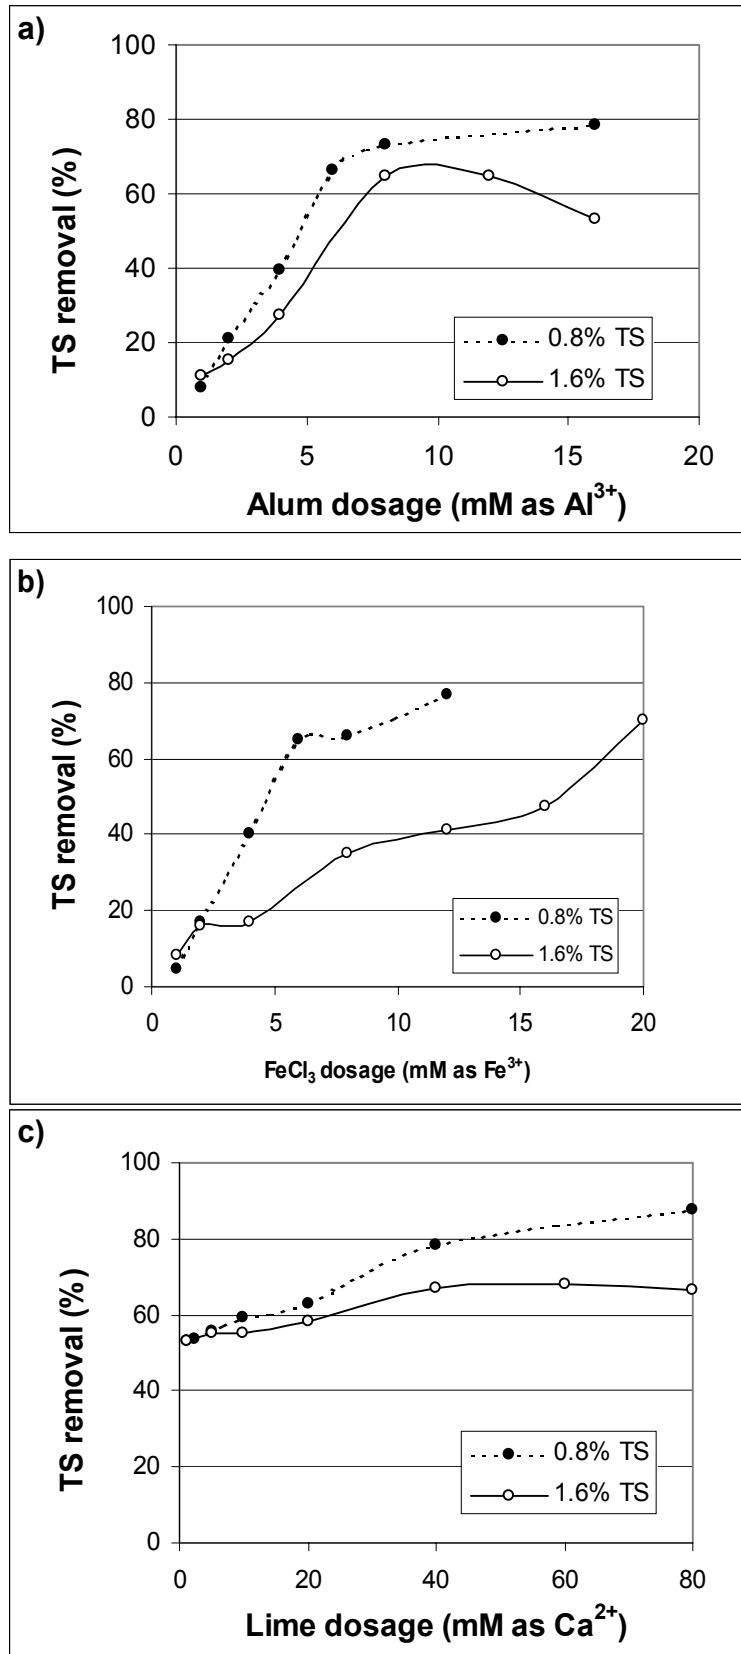 a)
100
80
60
40
20
0
TS removal (%)
0.8% TS
1.6% TS
0 5 10 15 20
Alum dosage (mM as Al³⁺)
b)
100
80
60
40
20
0
TS removal (%)
0.8% TS
1.6% TS
0 5 10 15 20
FeCl₃ dosage (mM as Fe³⁺)
c)
100
80
60
40
20
0
TS removal (%)
0.8% TS
1.6% TS
0 20 40 60 80
Lime dosage (mM as Ca²⁺)